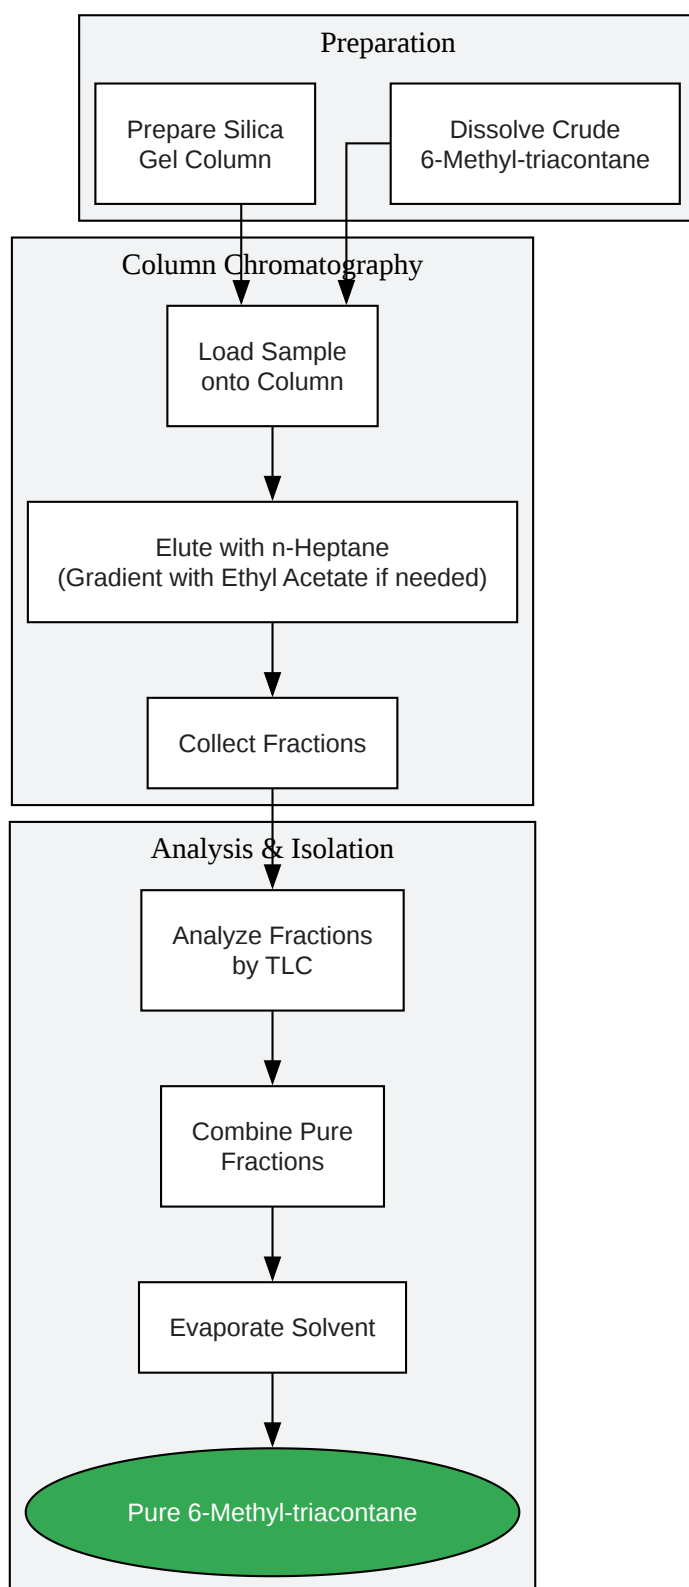 Preparation
Prepare Silica
Gel Column
Dissolve Crude
6-Methyl-triacontane
Column Chromatography
Load Sample
onto Column
Elute with n-Heptane
(Gradient with Ethyl Acetate if needed)
Collect Fractions
Analysis & Isolation
Analyze Fractions
by TLC
Combine Pure
Fractions
Evaporate Solvent
Pure 6-Methyl-triacontane